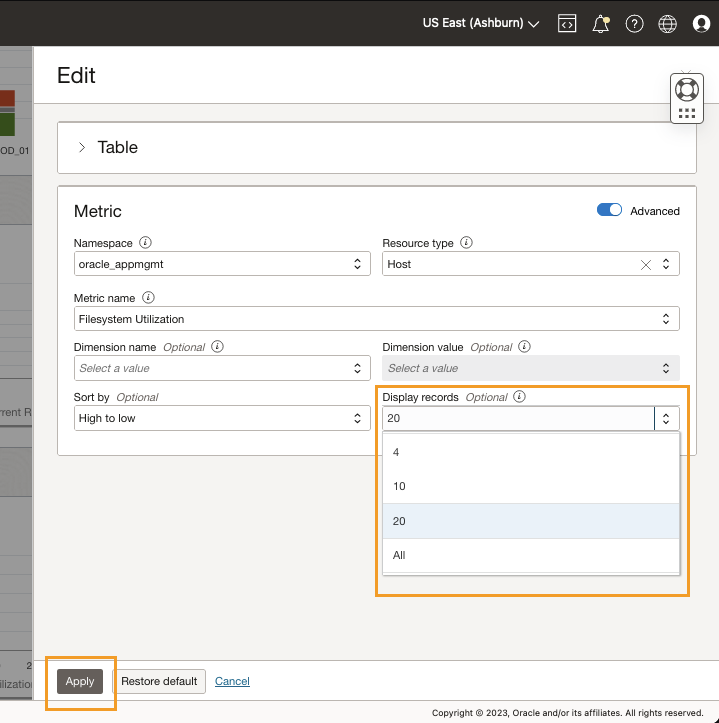 US East (Ashburn)
Edit
OD_01
Table
Metric
Advanced
Namespace
Resource type
oracle_appmgmt
Host
Metric name
Filesystem Utilization
Dimension name Optional
Dimension value Optional
Select a value
Select a value
Sort by Optional
Display records Optional
High to low
20
rrent R
4
10
20
All
2
ilization
Apply
Restore default
Cancel
Copyright © 2023, Oracle and/or its affiliates. All rights reserved.